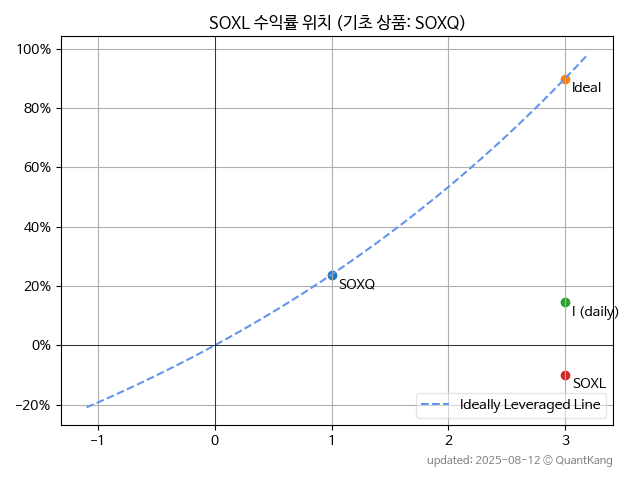 SOXL 수익률 위치 (기초 상품: SOXQ)
100%
80%
60%
40%
20%
0%
−20%
Ideal
SOXQ
I (daily)
SOXL
Ideally Leveraged Line
−1
0
1
2
3
updated: 2025-08-12 © QuantKang